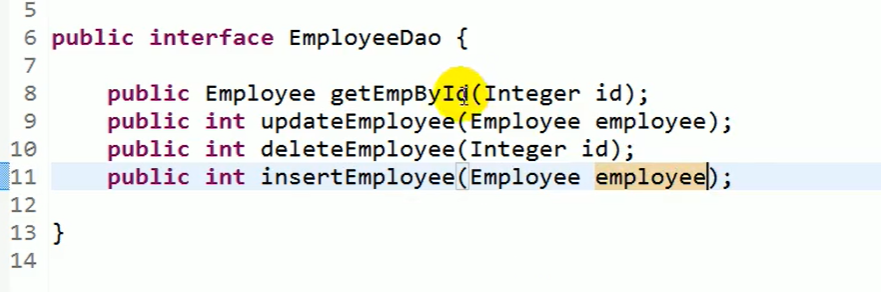 5
6 public interface EmployeeDao {
7
8 public Employee getEmpById(Integer id);
9 public int updateEmployee(Employee employee);
10 public int deleteEmployee(Integer id);
11 public int insertEmployee(Employee employee);
12
13 }
14